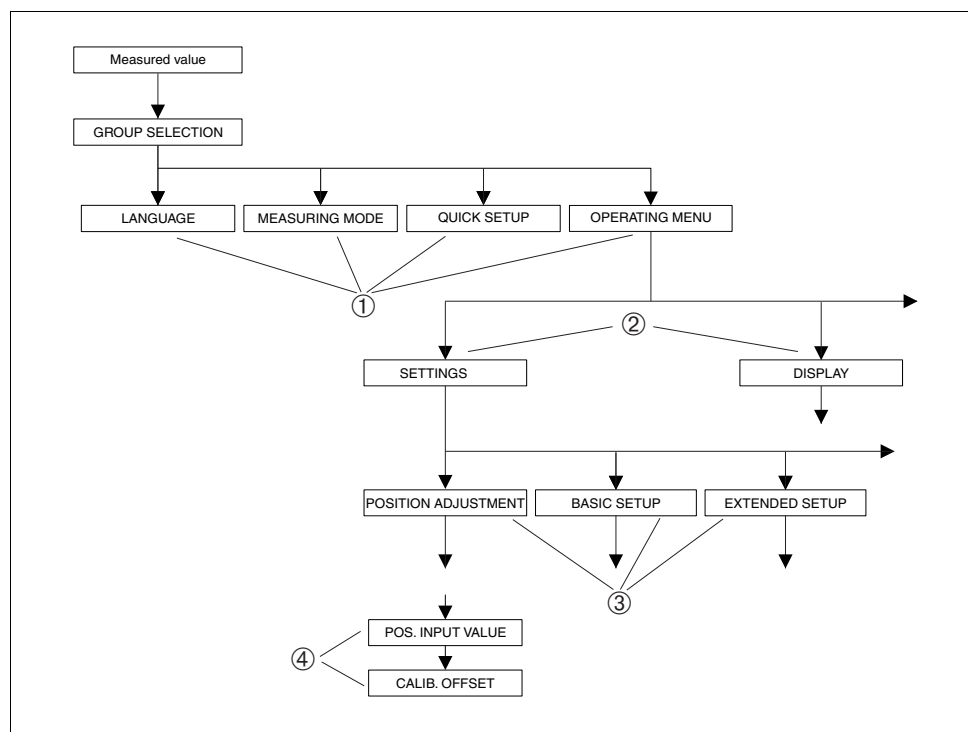 Measured value
GROUP SELECTION
LANGUAGE
MEASURING MODE
QUICK SETUP
OPERATING MENU
①
②
SETTINGS
DISPLAY
POSITION ADJUSTMENT
BASIC SETUP
EXTENDED SETUP
③
POS. INPUT VALUE
④
CALIB. OFFSET